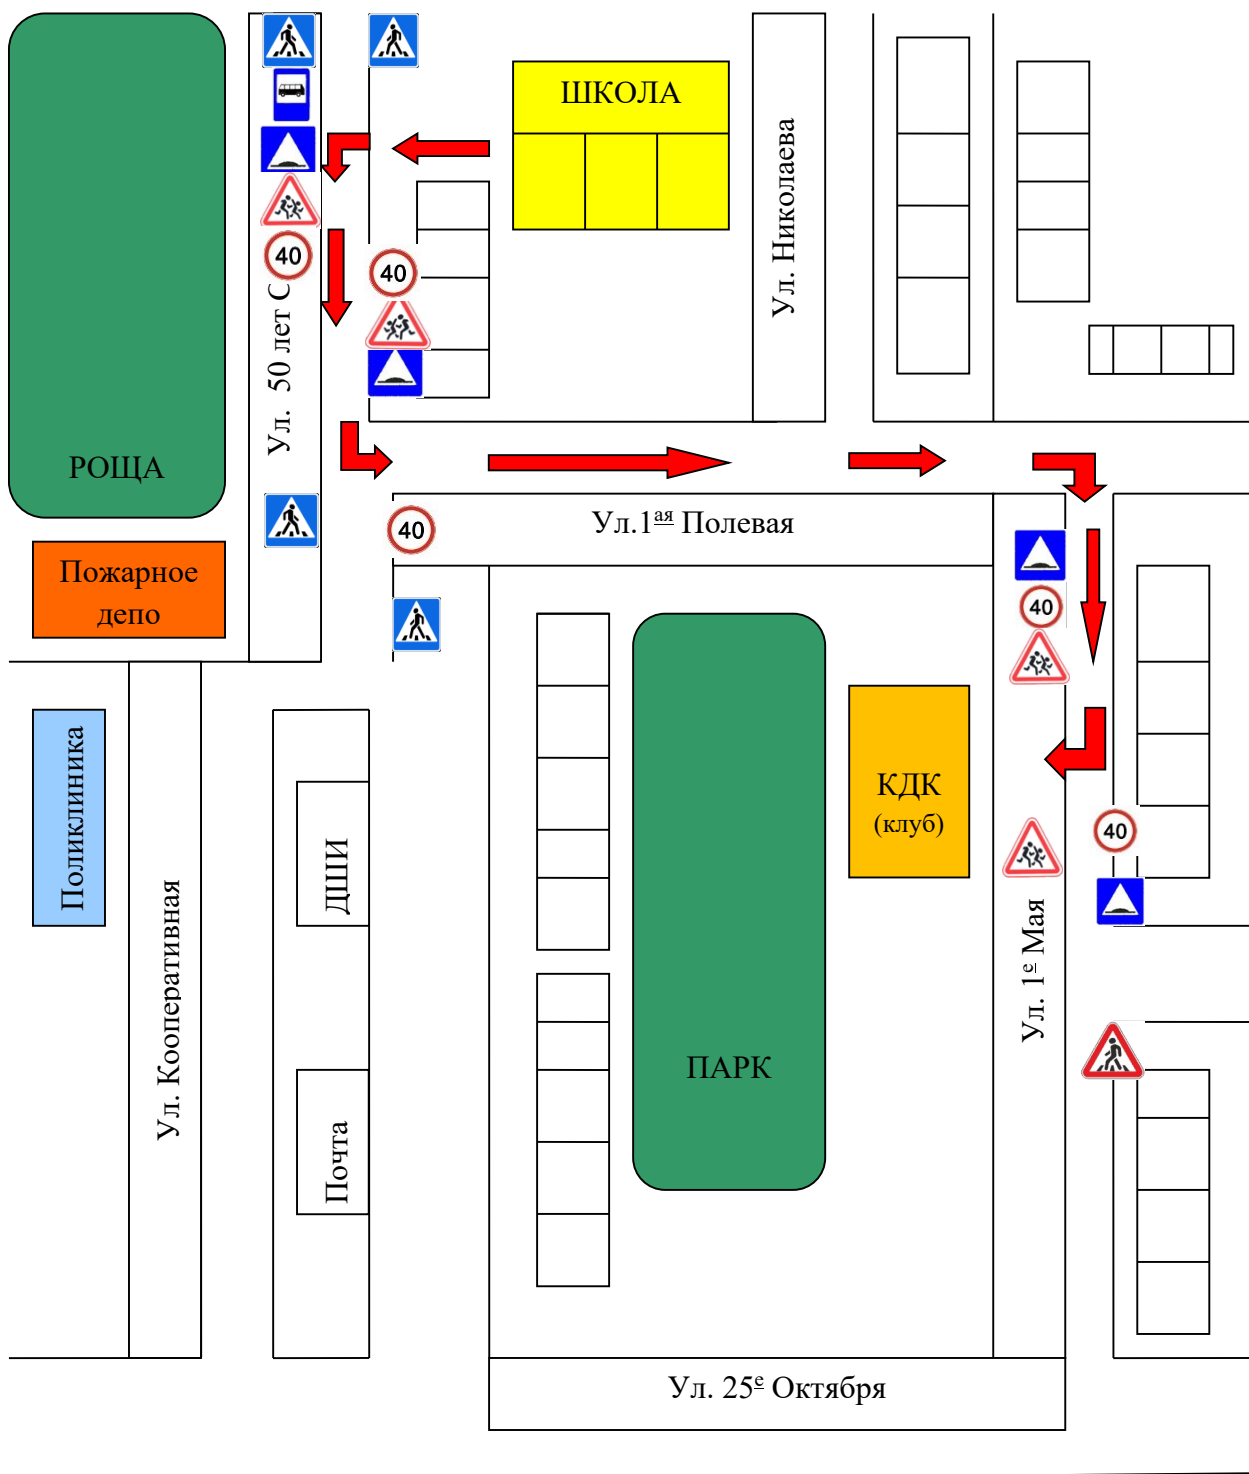 ШКОЛА
Ул. Николаева
40
40
Ул. 50 лет С
РОЩА
Ул.1ая Полевая
40
Пожарное
депо
40
Поликлиника
КДК
(клуб)
40
ДШИ
Ул. Кооперативная
Ул. 1е Мая
ПАРК
Почта
Ул. 25е Октября